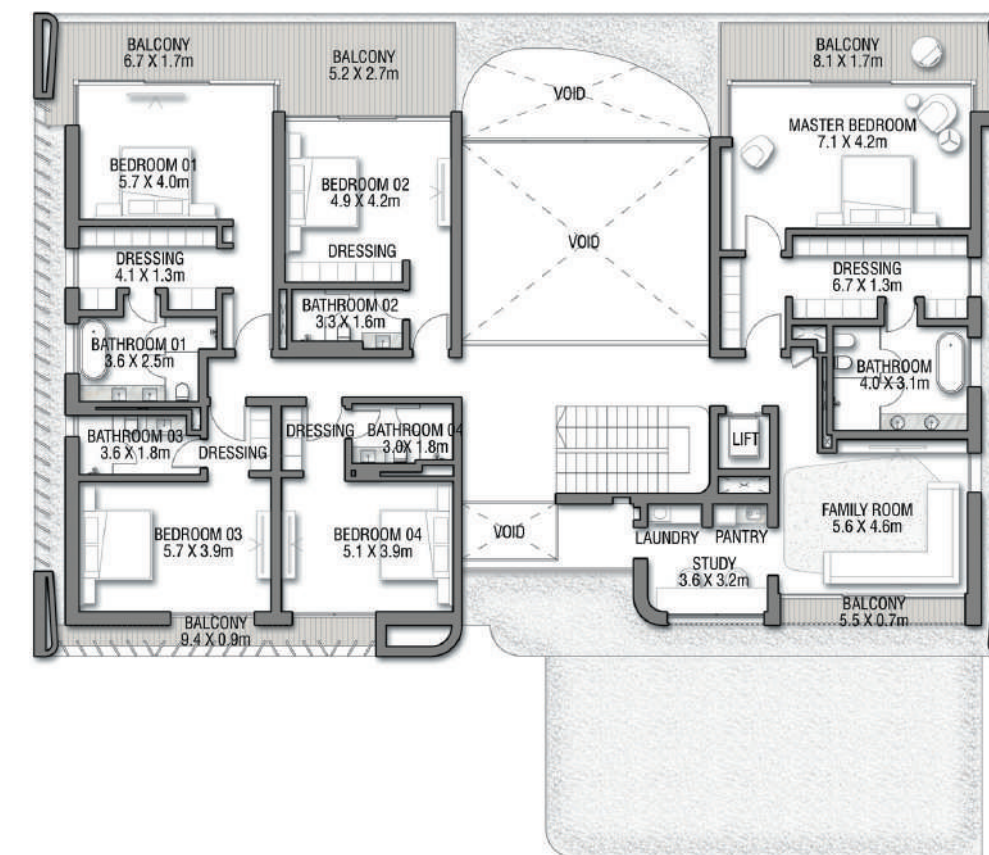 BALCONY
6.7 X 1.7m
BALCONY
5.2 X 2.7m
VOID
BALCONY
8.1 X 1.7m
MASTER BEDROOM
7.1 X 4.2m
BEDROOM 01
5.7 X 4.0m
BEDROOM 02
4.9 X 4.2m
VOID
DRESSING
DRESSING
4.1 X 1.3m
DRESSING
6.7 X 1.3m
BATHROOM 02
3.3 X 1.6m
BATHROOM 01
3.6 X 2.5m
BATHROOM
4.0 X 3.1m
BATHROOM 03
3.6 X 1.8m
DRESSING
DRESSING
BATHROOM 04
3.0X 1.8m
LIFT
BEDROOM 03
5.7 X 3.9m
BEDROOM 04
5.1 X 3.9m
VOID
LAUNDRY
PANTRY
FAMILY ROOM
5.6 X 4.6m
STUDY
3.6 X 3.2m
BALCONY
9.4 X 0.9m
BALCONY
5.5 X 0.7m